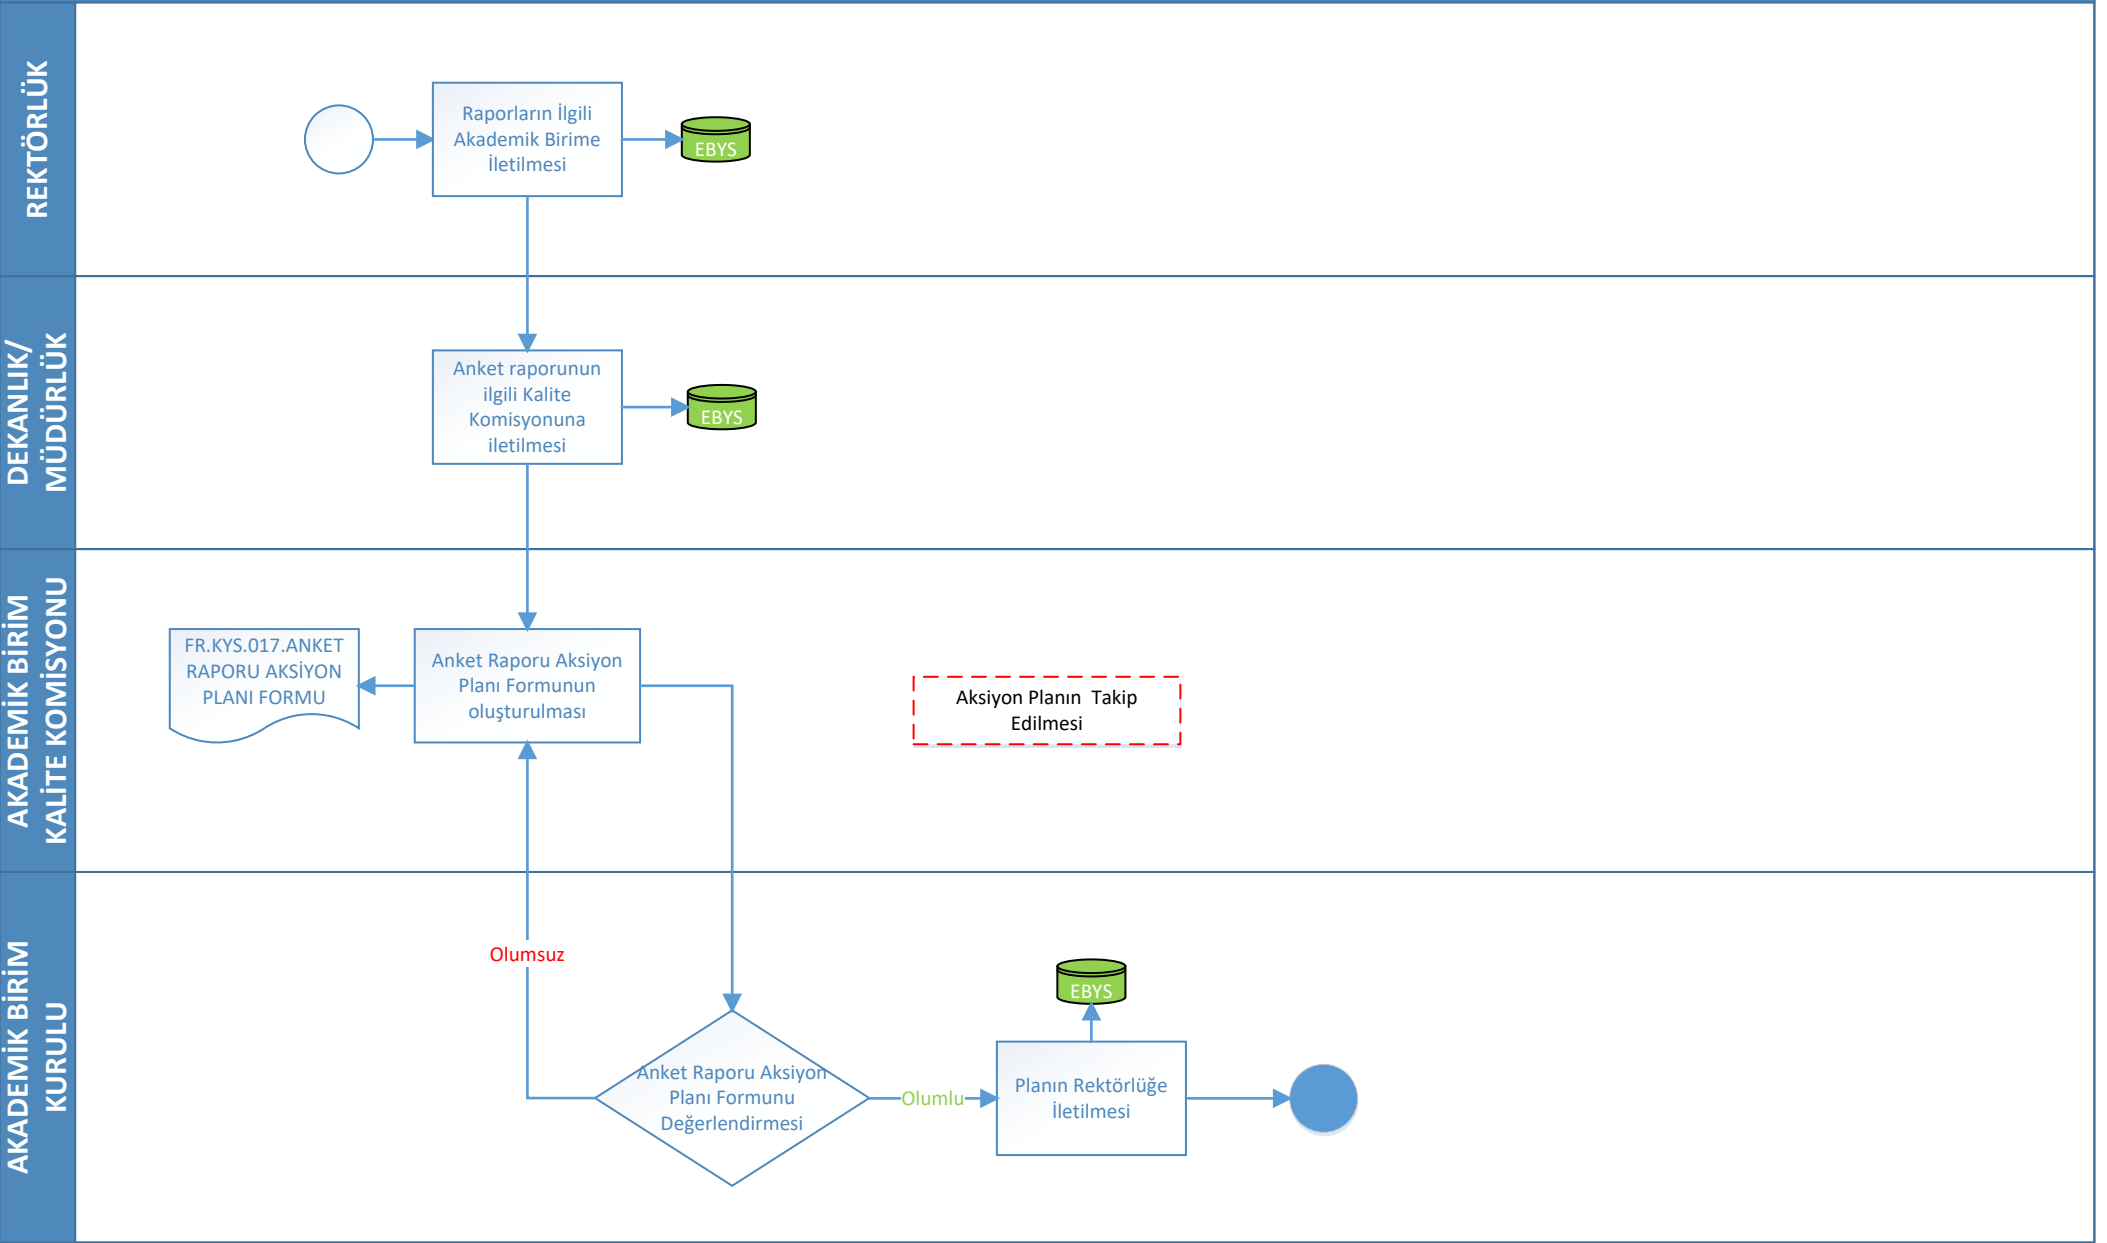 REKTÖRLÜK
Raporların İlgili
Akademik Birime
İletilmesi
EBYS
DEKANLIK/
MÜDÜRLÜK
Anket raporunun
ilgili Kalite
Komisyonuna
iletilmesi
EBYS
AKADEMİK BİRİM
KALİTE KOMİSYONU
FR.KYS.017.ANKET
RAPORU AKSİYON
PLANI FORMU
Anket Raporu Aksiyon
Planı Formunun
oluşturulması
Aksiyon Planın Takip
Edilmesi
AKADEMİK BİRİM
KURULU
Olumsuz
Anket Raporu Aksiyon
Planı Formunu
Değerlendirmesi
Olumlu
EBYS
Planın Rektörlüğe
İletilmesi